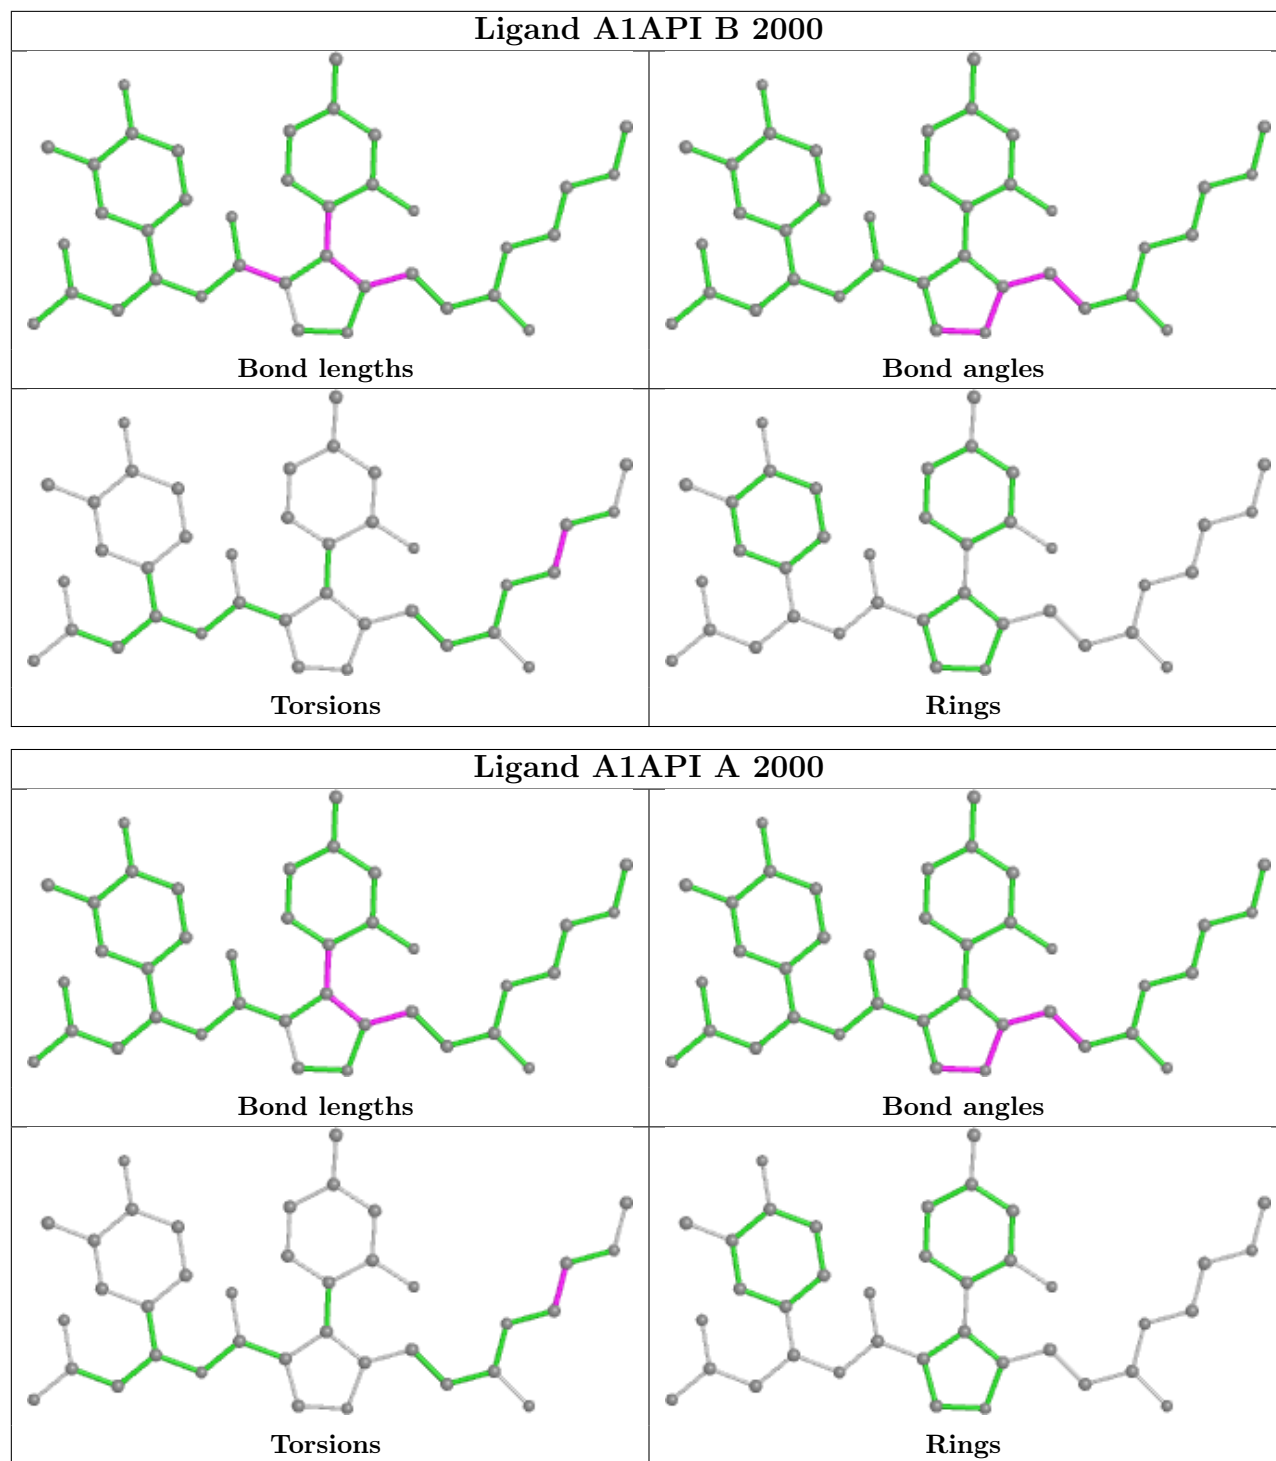 Ligand A1API B 2000
Bond lengths
Bond angles
Torsions
Rings
Ligand A1API A 2000
Bond lengths
Bond angles
Torsions
Rings